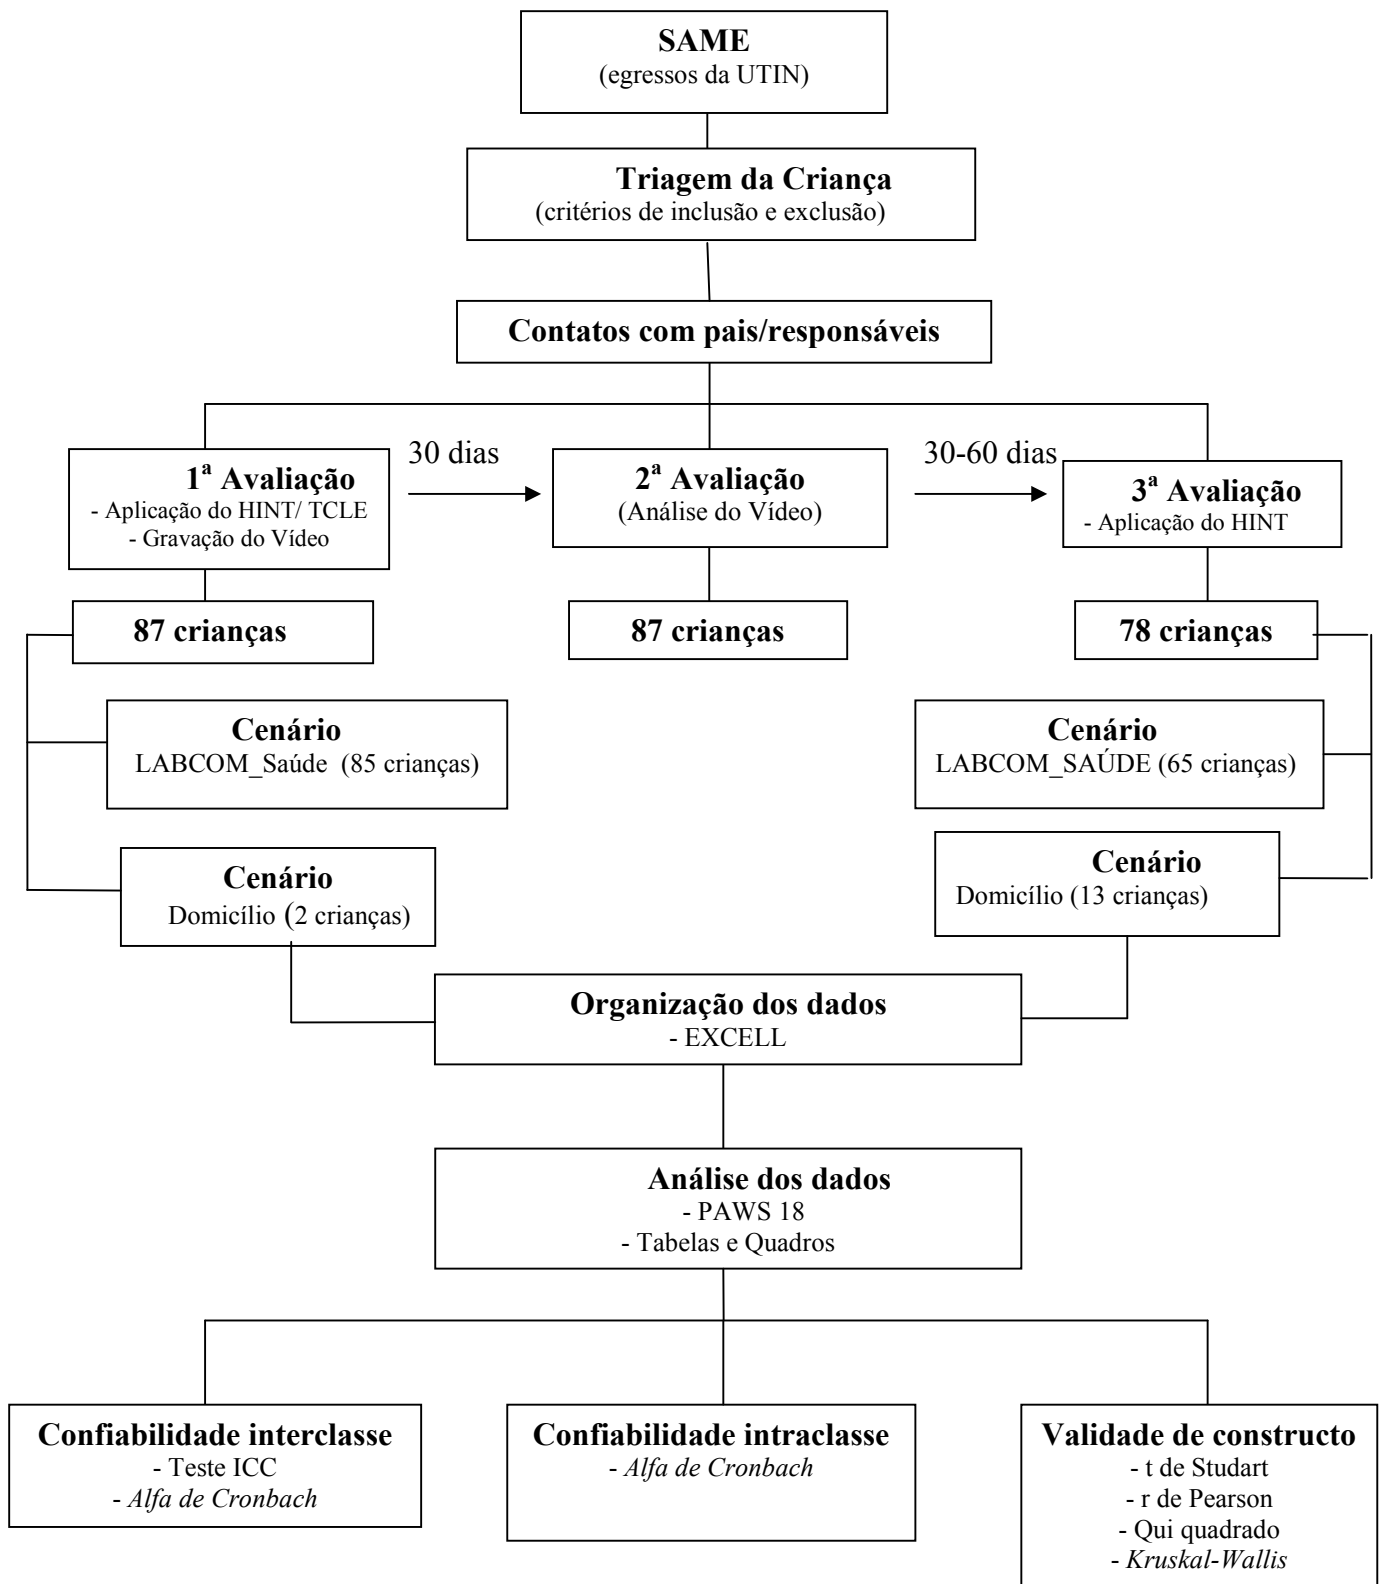 SAME
(egressos da UTIN)
Triagem da Criança
(critérios de inclusão e exclusão)
Contatos com pais/responsáveis
1ª Avaliação
- Aplicação do HINT/ TCLE
- Gravação do Vídeo
30 dias
2ª Avaliação
(Análise do Vídeo)
30-60 dias
3ª Avaliação
- Aplicação do HINT
87 crianças
87 crianças
78 crianças
Cenário
LABCOM_Saúde (85 crianças)
Cenário
LABCOM_SAÚDE (65 crianças)
Cenário
Domicílio (2 crianças)
Cenário
Domicílio (13 crianças)
Organização dos dados
- EXCELL
Análise dos dados
- PAWS 18
- Tabelas e Quadros
Confiabilidade interclasse
- Teste ICC
- Alfa de Cronbach
Confiabilidade intraclasse
- Alfa de Cronbach
Validade de constructo
- t de Studart
- r de Pearson
- Qui quadrado
- Kruskal-Wallis